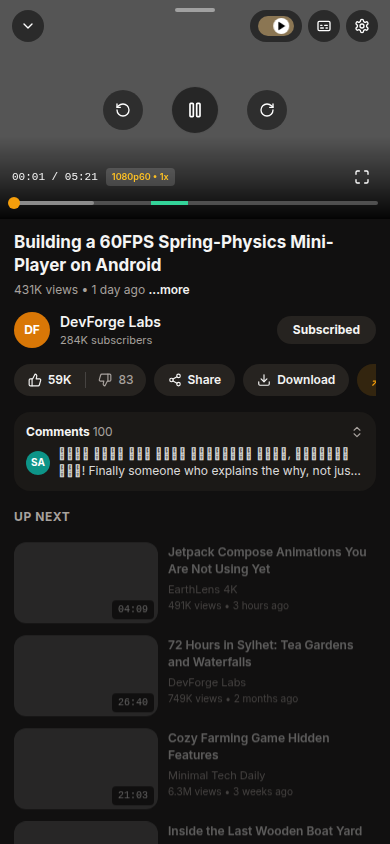 00:01 / 05:21 1080p60 • 1x
Building a 60FPS Spring-Physics Mini-
Player on Android
431K views • 1 day ago ...more
DF DevForge Labs Subscribed
284K subscribers
59K 83 Share Download
Comments 100
SA
! Finally someone who explains the why, not jus...
UP NEXT
Jetpack Compose Animations You
Are Not Using Yet
EarthLens 4K
491K views • 3 hours ago
04:09
72 Hours in Sylhet: Tea Gardens
and Waterfalls
DevForge Labs
749K views • 2 months ago
26:40
Cozy Farming Game Hidden
Features
Minimal Tech Daily
6.3M views • 3 weeks ago
21:03
Inside the Last Wooden Boat Yard